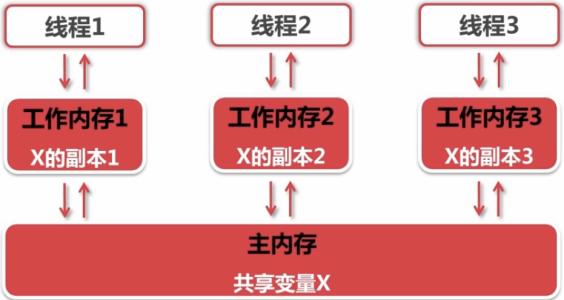 线程1
线程2
线程3
工作内存1
X的副本1
工作内存2
X的副本2
工作内存3
X的副本3
主内存
共享变量X